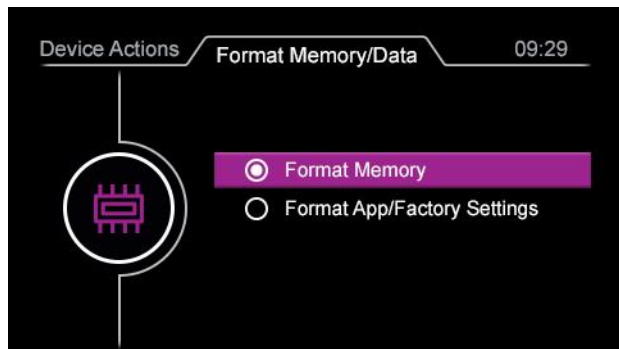 Device Actions Format Memory/Data 09:29
Format Memory
Format App/Factory Settings